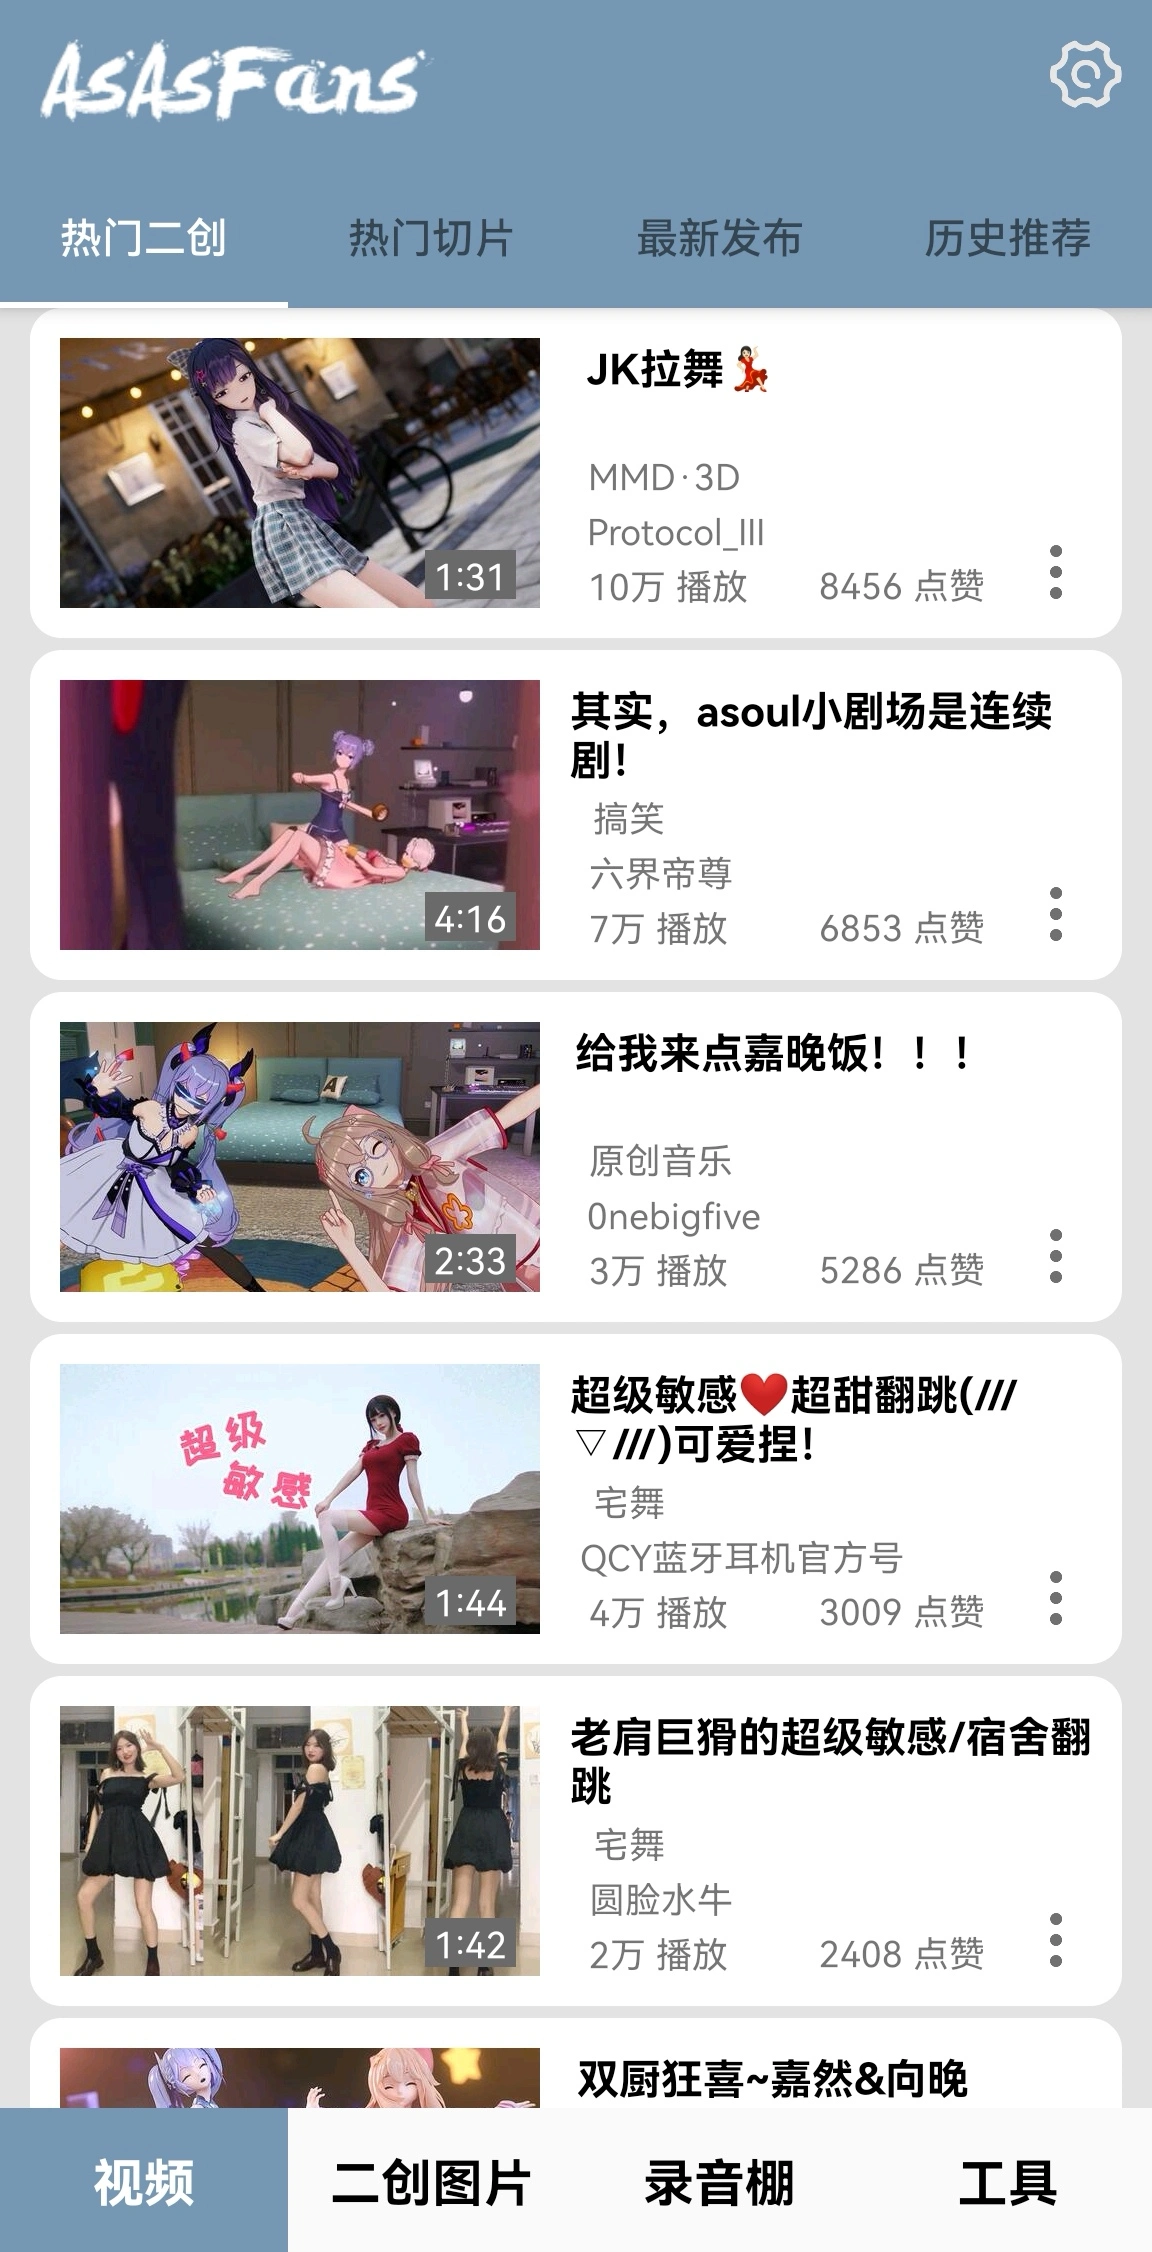 AsAsFans
热门二创 热门切片 最新发布 历史推荐
JK拉舞💃🏻
MMD·3D
Protocol_III
10万 播放 8456 点赞
1:31
其实，asoul小剧场是连续
剧！
搞笑
六界帝尊
7万 播放 6853 点赞
4:16
给我来点嘉晚饭！！！
原创音乐
0nebigfive
3万 播放 5286 点赞
A
2:33
超级敏感❤️超甜翻跳(///
▽///)可爱捏！
宅舞
QCY蓝牙耳机官方号
4万 播放 3009 点赞
超级
敏感
1:44
老肩巨猾的超级敏感/宿舍翻
跳
宅舞
圆脸水牛
2万 播放 2408 点赞
1:42
双厨狂喜~嘉然&向晚
视频 二创图片 录音棚 工具